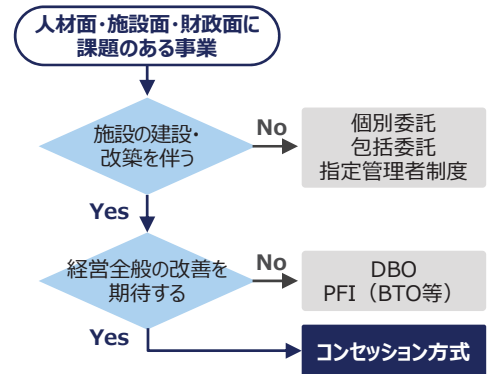 人材面・施設面・財政面に
課題のある事業
施設の建設・
改築を伴う
No
個別委託
包括委託
指定管理者制度
Yes
経営全般の改善を
期待する
No
DBO
PFI（BTO等）
Yes
コンセッション方式